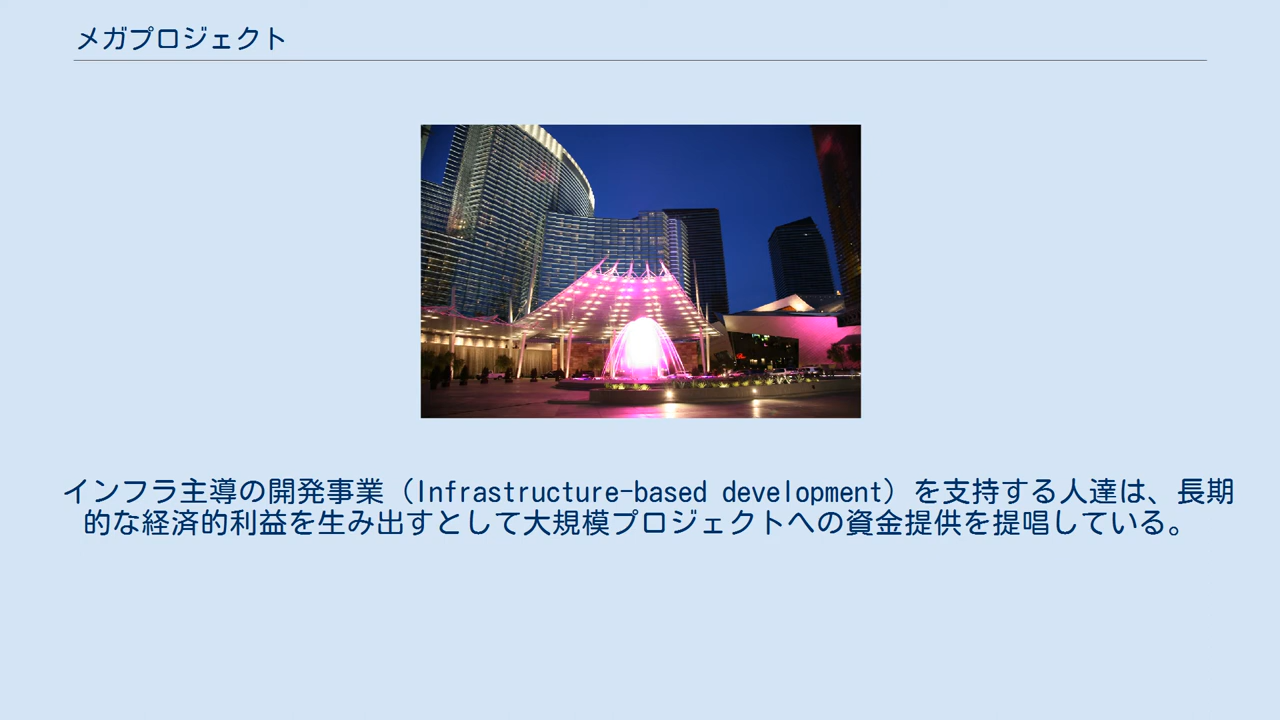 メガプロジェクト
インフラ主導の開発事業（Infrastructure-based development）を支持する人達は、長期
的な経済的利益を生み出すとして大規模プロジェクトへの資金提供を提唱している。